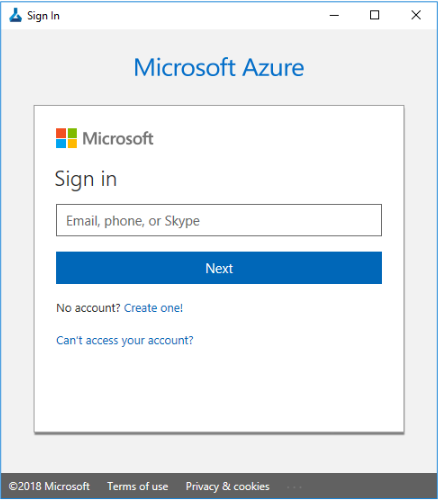 Sign In
Microsoft Azure
Microsoft
Sign in
Email, phone, or Skype
Next
No account? Create one!
Can't access your account?
©2018 Microsoft Terms of use Privacy & cookies ...